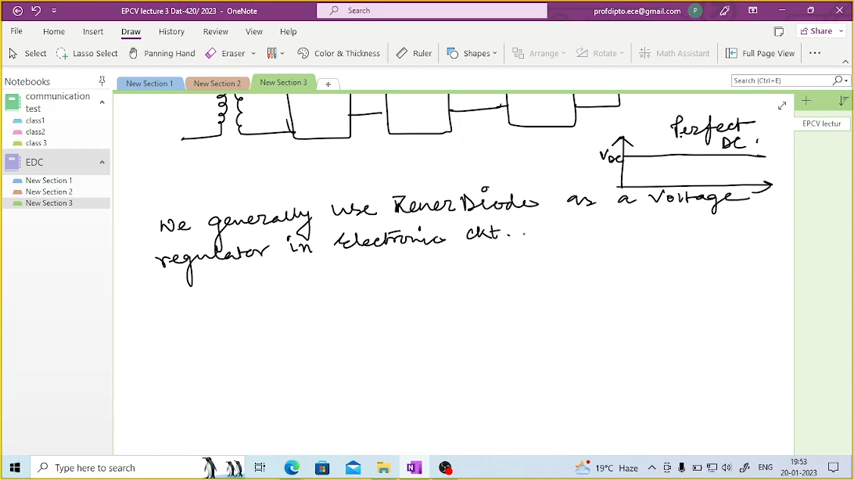 EPCV lecture 3 Dat-420/ 2023 - OneNote
Search
profdipto.ece@gmail.com
P
File Home Insert Draw History Review View Help
Share
Select Lasso Select Panning Hand Eraser Color & Thickness Ruler Shapes Arrange Rotate Math Assistant Full Page View
Notebooks
New Section 1 New Section 2 New Section 3 +
Search (Ctrl+E)
communication
test
class1
class2
class 3
EDC
New Section 1
New Section 2
New Section 3
EPCV lectur
Perfect
DC.
VDC
We generally use Zener Diodes as a Voltage
regulator in Electronic ckt..
Type here to search
19°C Haze
ENG
19:53
20-01-2023